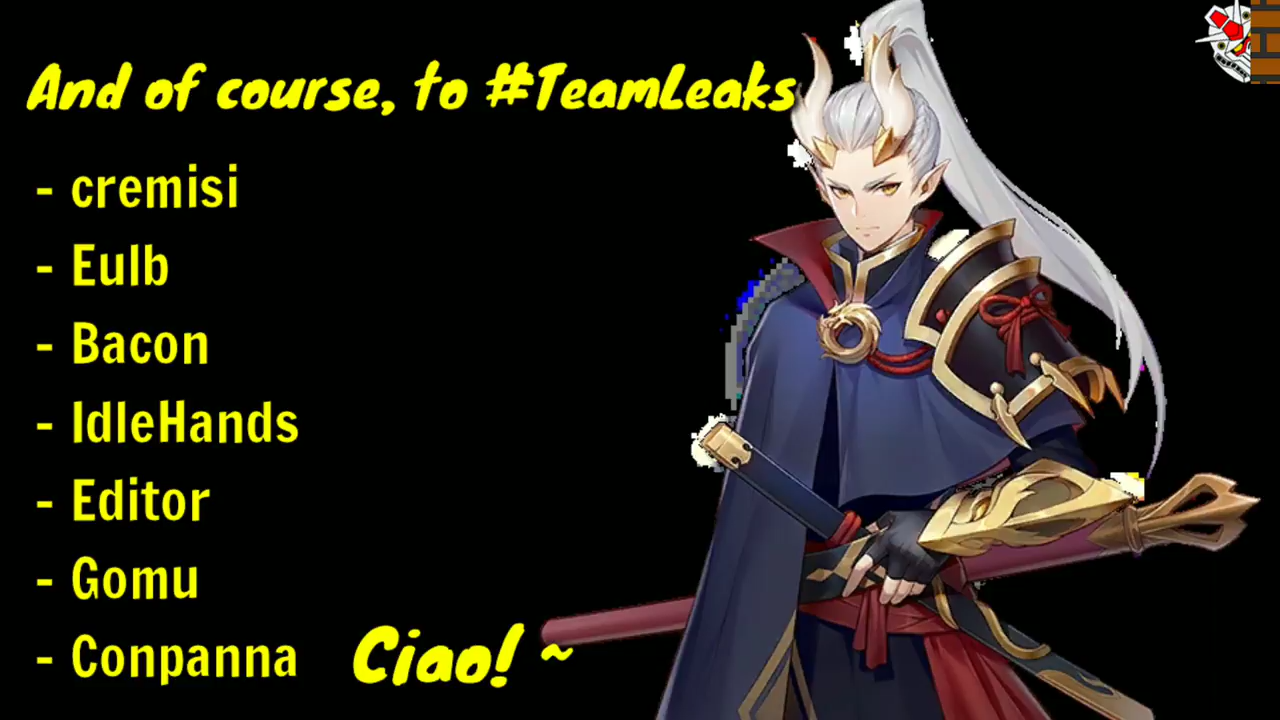 And of course, to #TeamLeaks
- cremisi
- Eulb
- Bacon
- IdleHands
- Editor
- Gomu
- Conpanna
Ciao! ~